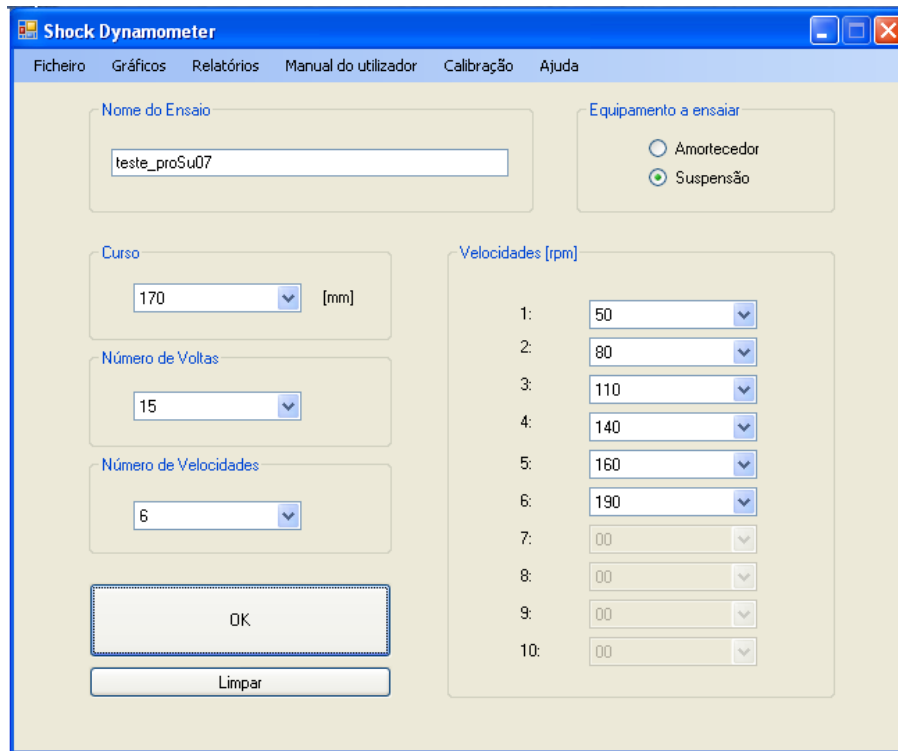 Shock Dynamometer
Ficheiro Gráficos Relatórios Manual do utilizador Calibração Ajuda
Nome do Ensaio
teste_proSu07
Equipamento a ensaiar
Amortecedor
Suspensão
Curso
170 [mm]
Número de Voltas
15
Número de Velocidades
6
OK
Limpar
Velocidades [rpm]
1: 50
2: 80
3: 110
4: 140
5: 160
6: 190
7: 00
8: 00
9: 00
10: 00